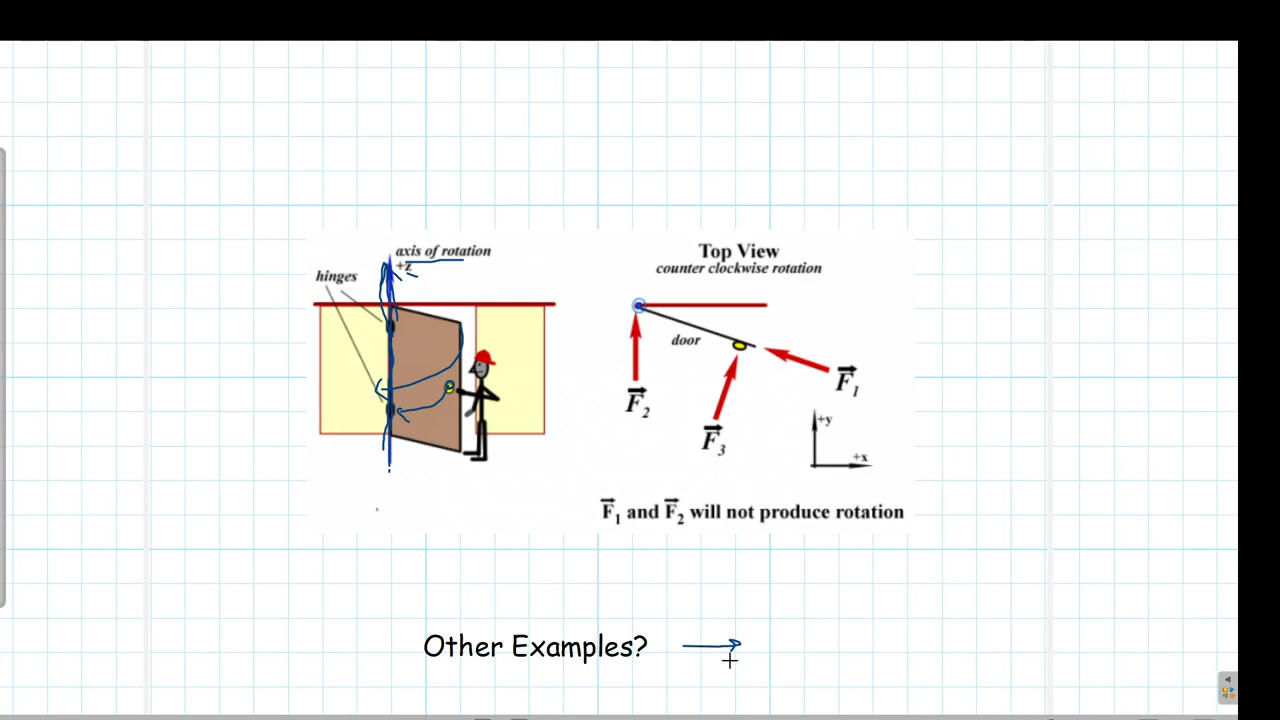 axis of rotation
+z
hinges
Top View
counter clockwise rotation
door
F₁
F₂
F₃
+y
+x
F₁ and F₂ will not produce rotation
Other Examples?